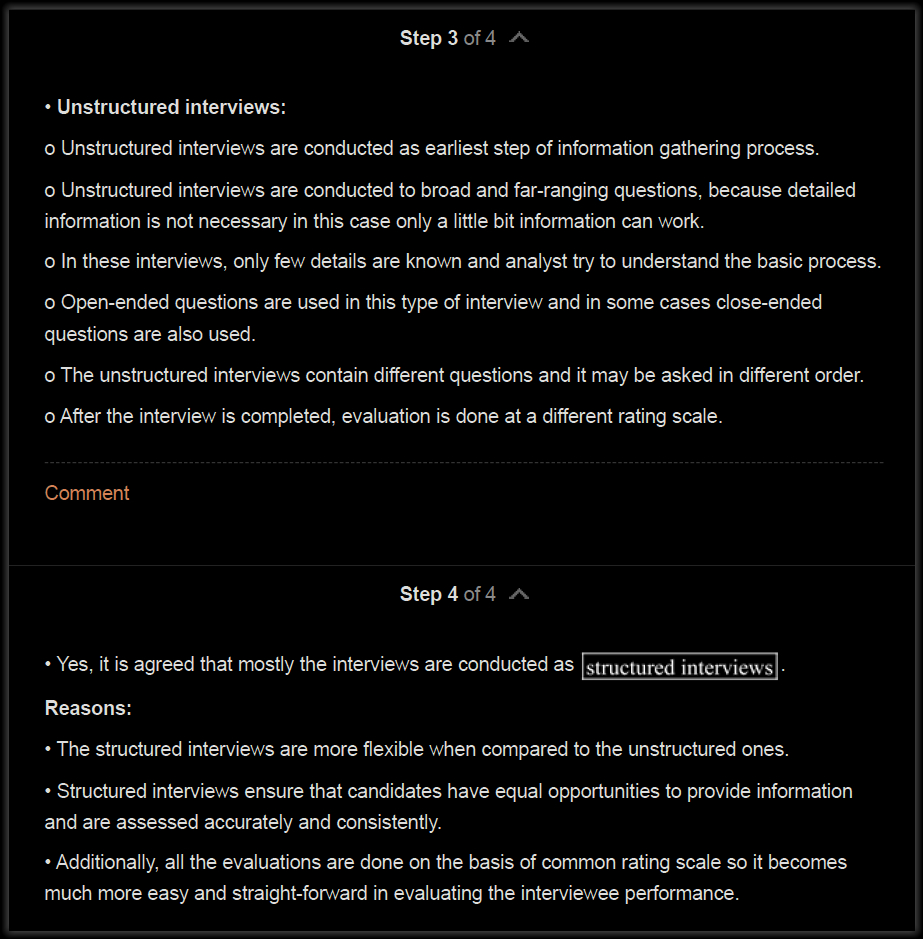 Step 3 of 4
• Unstructured interviews:
o Unstructured interviews are conducted as earliest step of information gathering process.
o Unstructured interviews are conducted to broad and far-ranging questions, because detailed
information is not necessary in this case only a little bit information can work.
o In these interviews, only few details are known and analyst try to understand the basic process.
o Open-ended questions are used in this type of interview and in some cases close-ended
questions are also used.
o The unstructured interviews contain different questions and it may be asked in different order.
o After the interview is completed, evaluation is done at a different rating scale.
Comment
Step 4 of 4
• Yes, it is agreed that mostly the interviews are conducted as structured interviews.
Reasons:
• The structured interviews are more flexible when compared to the unstructured ones.
• Structured interviews ensure that candidates have equal opportunities to provide information
and are assessed accurately and consistently.
• Additionally, all the evaluations are done on the basis of common rating scale so it becomes
much more easy and straight-forward in evaluating the interviewee performance.